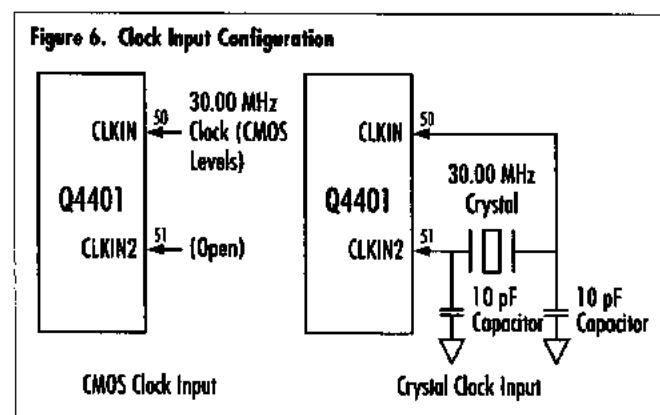 Figure 6. Clock Input Configuration
50
30.00 MHz
CLKIN
Clock (CMOS
Levels)
Q4401
51
CLKIN2
(Open)
CMOS Clock Input
50
CLKIN
30.00 MHz
Crystal
Q4401
51
CLKIN2
10 pF
Capacitor
10 pF
Capacitor
Crystal Clock Input